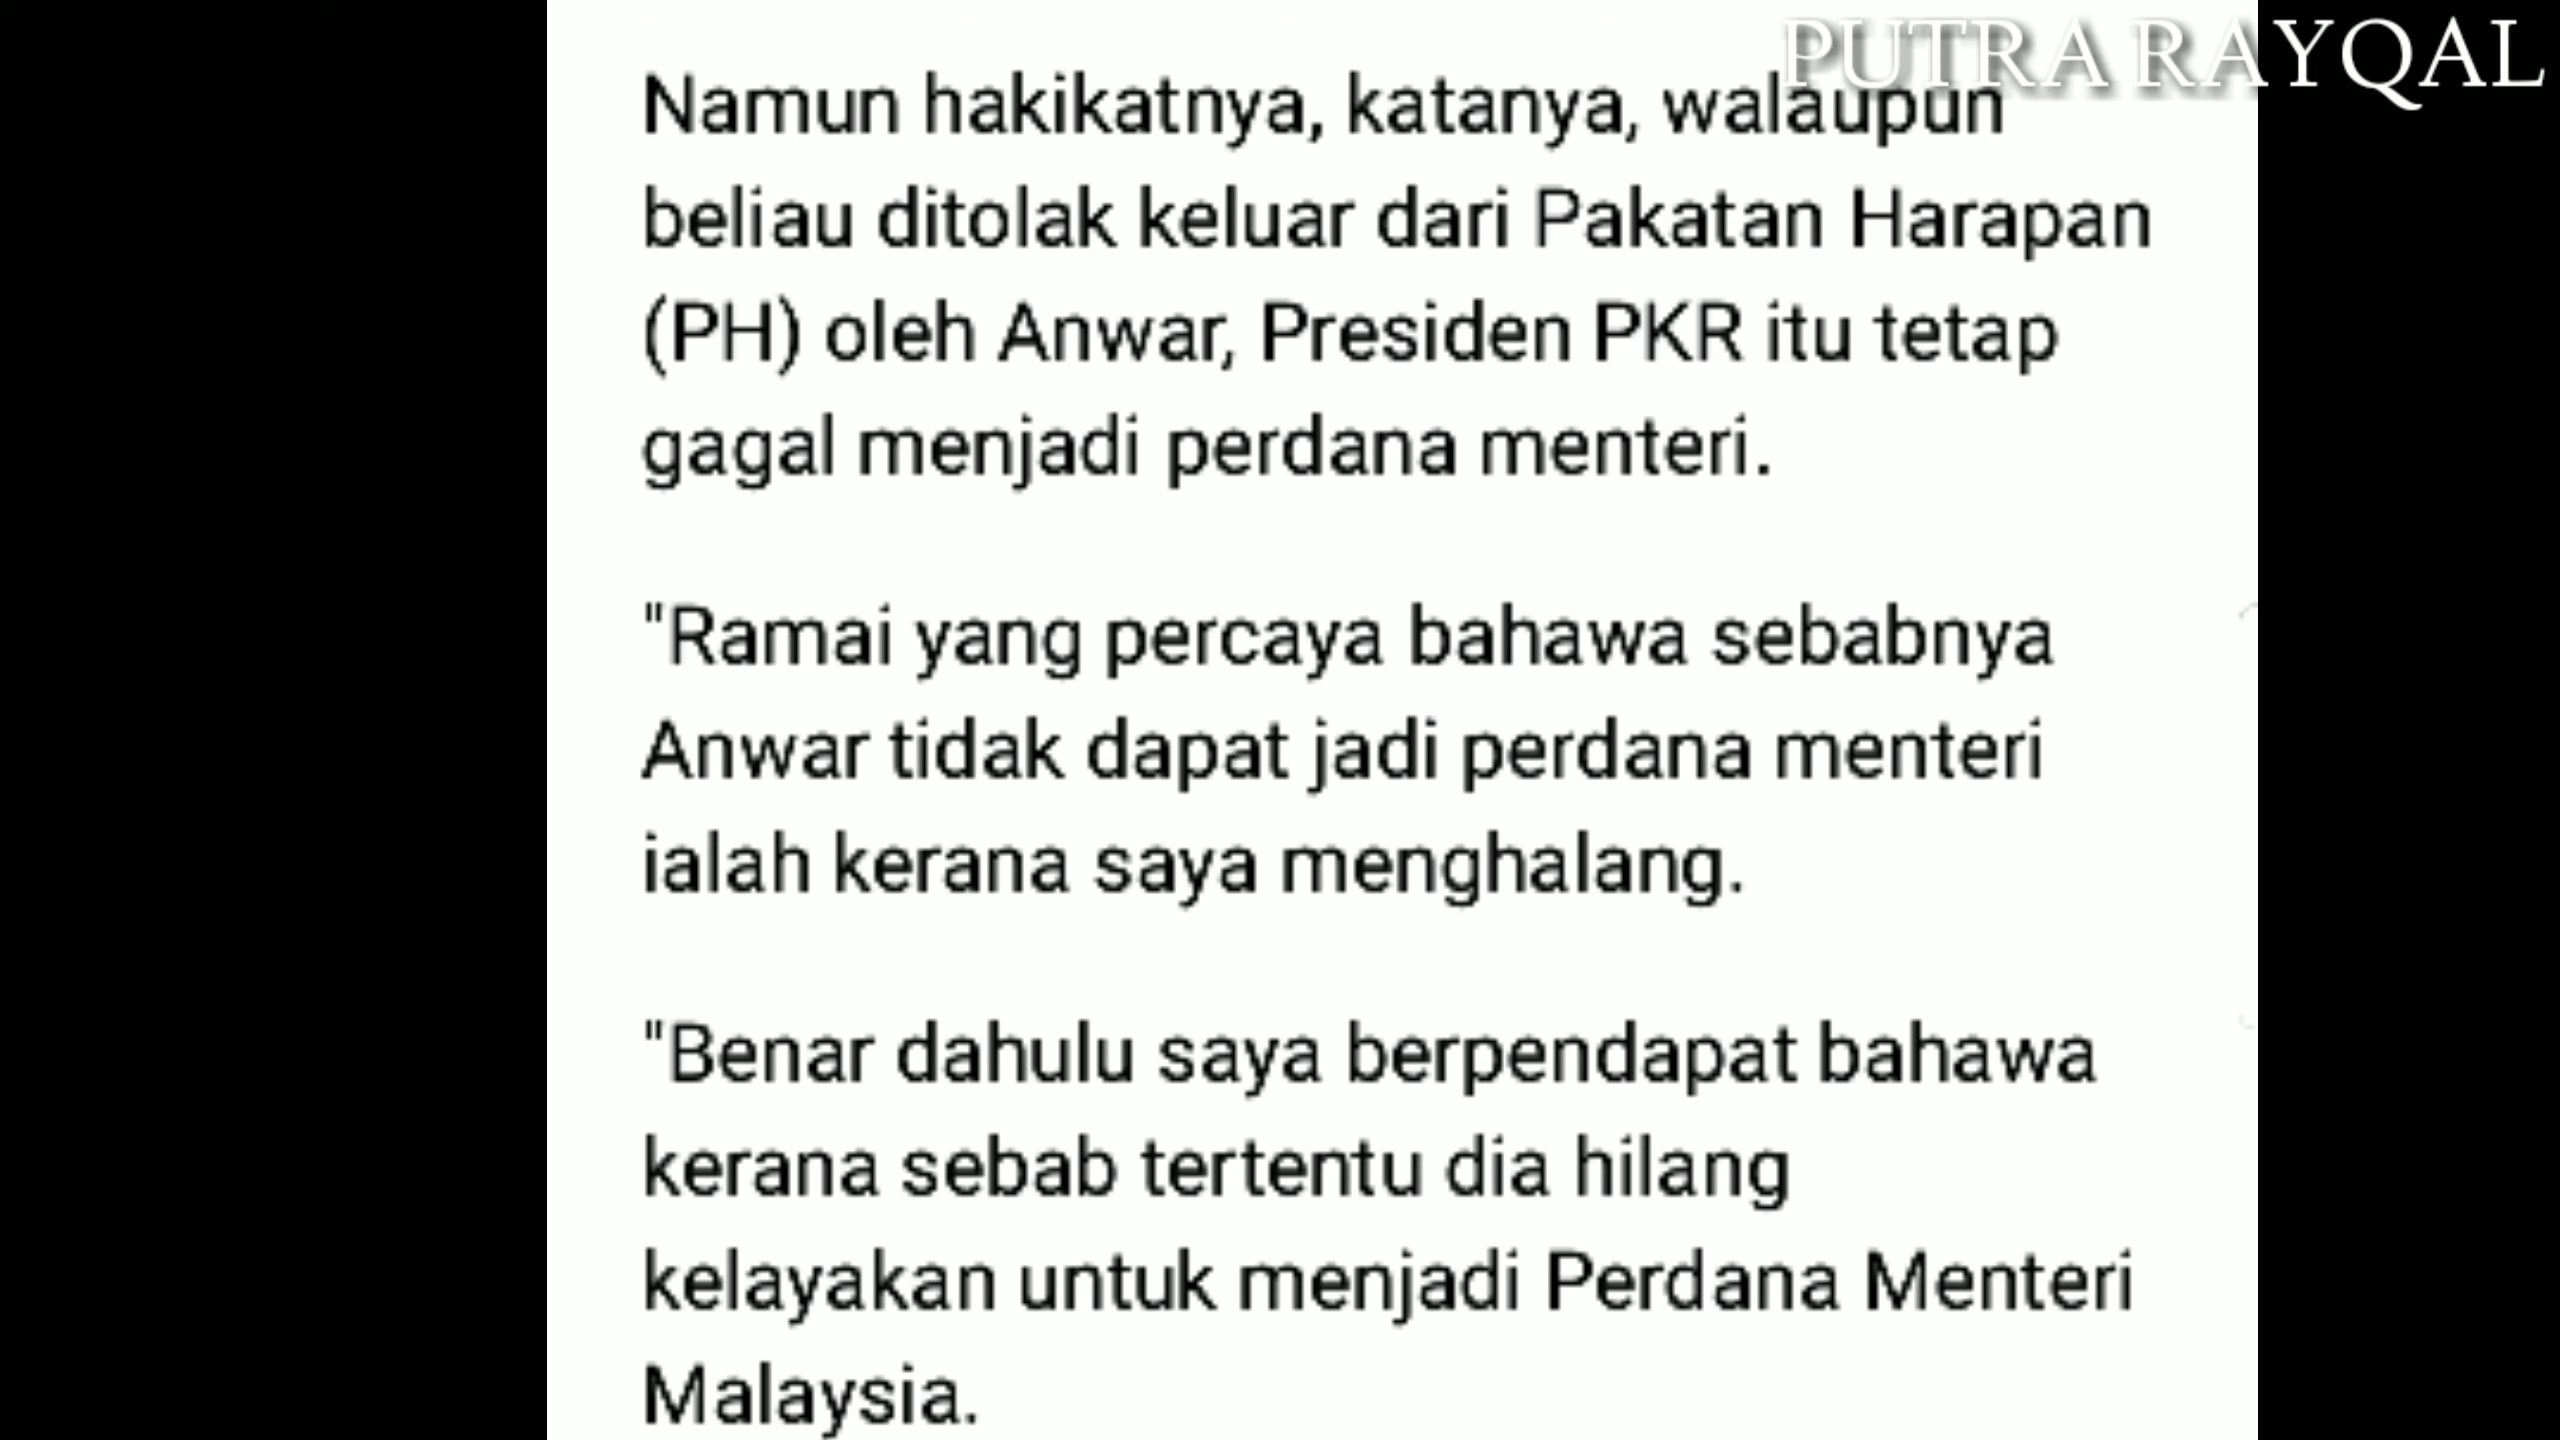 PUTRA RAYQAL
Namun hakikatnya, katanya, walaupun
beliau ditolak keluar dari Pakatan Harapan
(PH) oleh Anwar, Presiden PKR itu tetap
gagal menjadi perdana menteri.
"Ramai yang percaya bahawa sebabnya
Anwar tidak dapat jadi perdana menteri
ialah kerana saya menghalang.
"Benar dahulu saya berpendapat bahawa
kerana sebab tertentu dia hilang
kelayakan untuk menjadi Perdana Menteri
Malaysia.